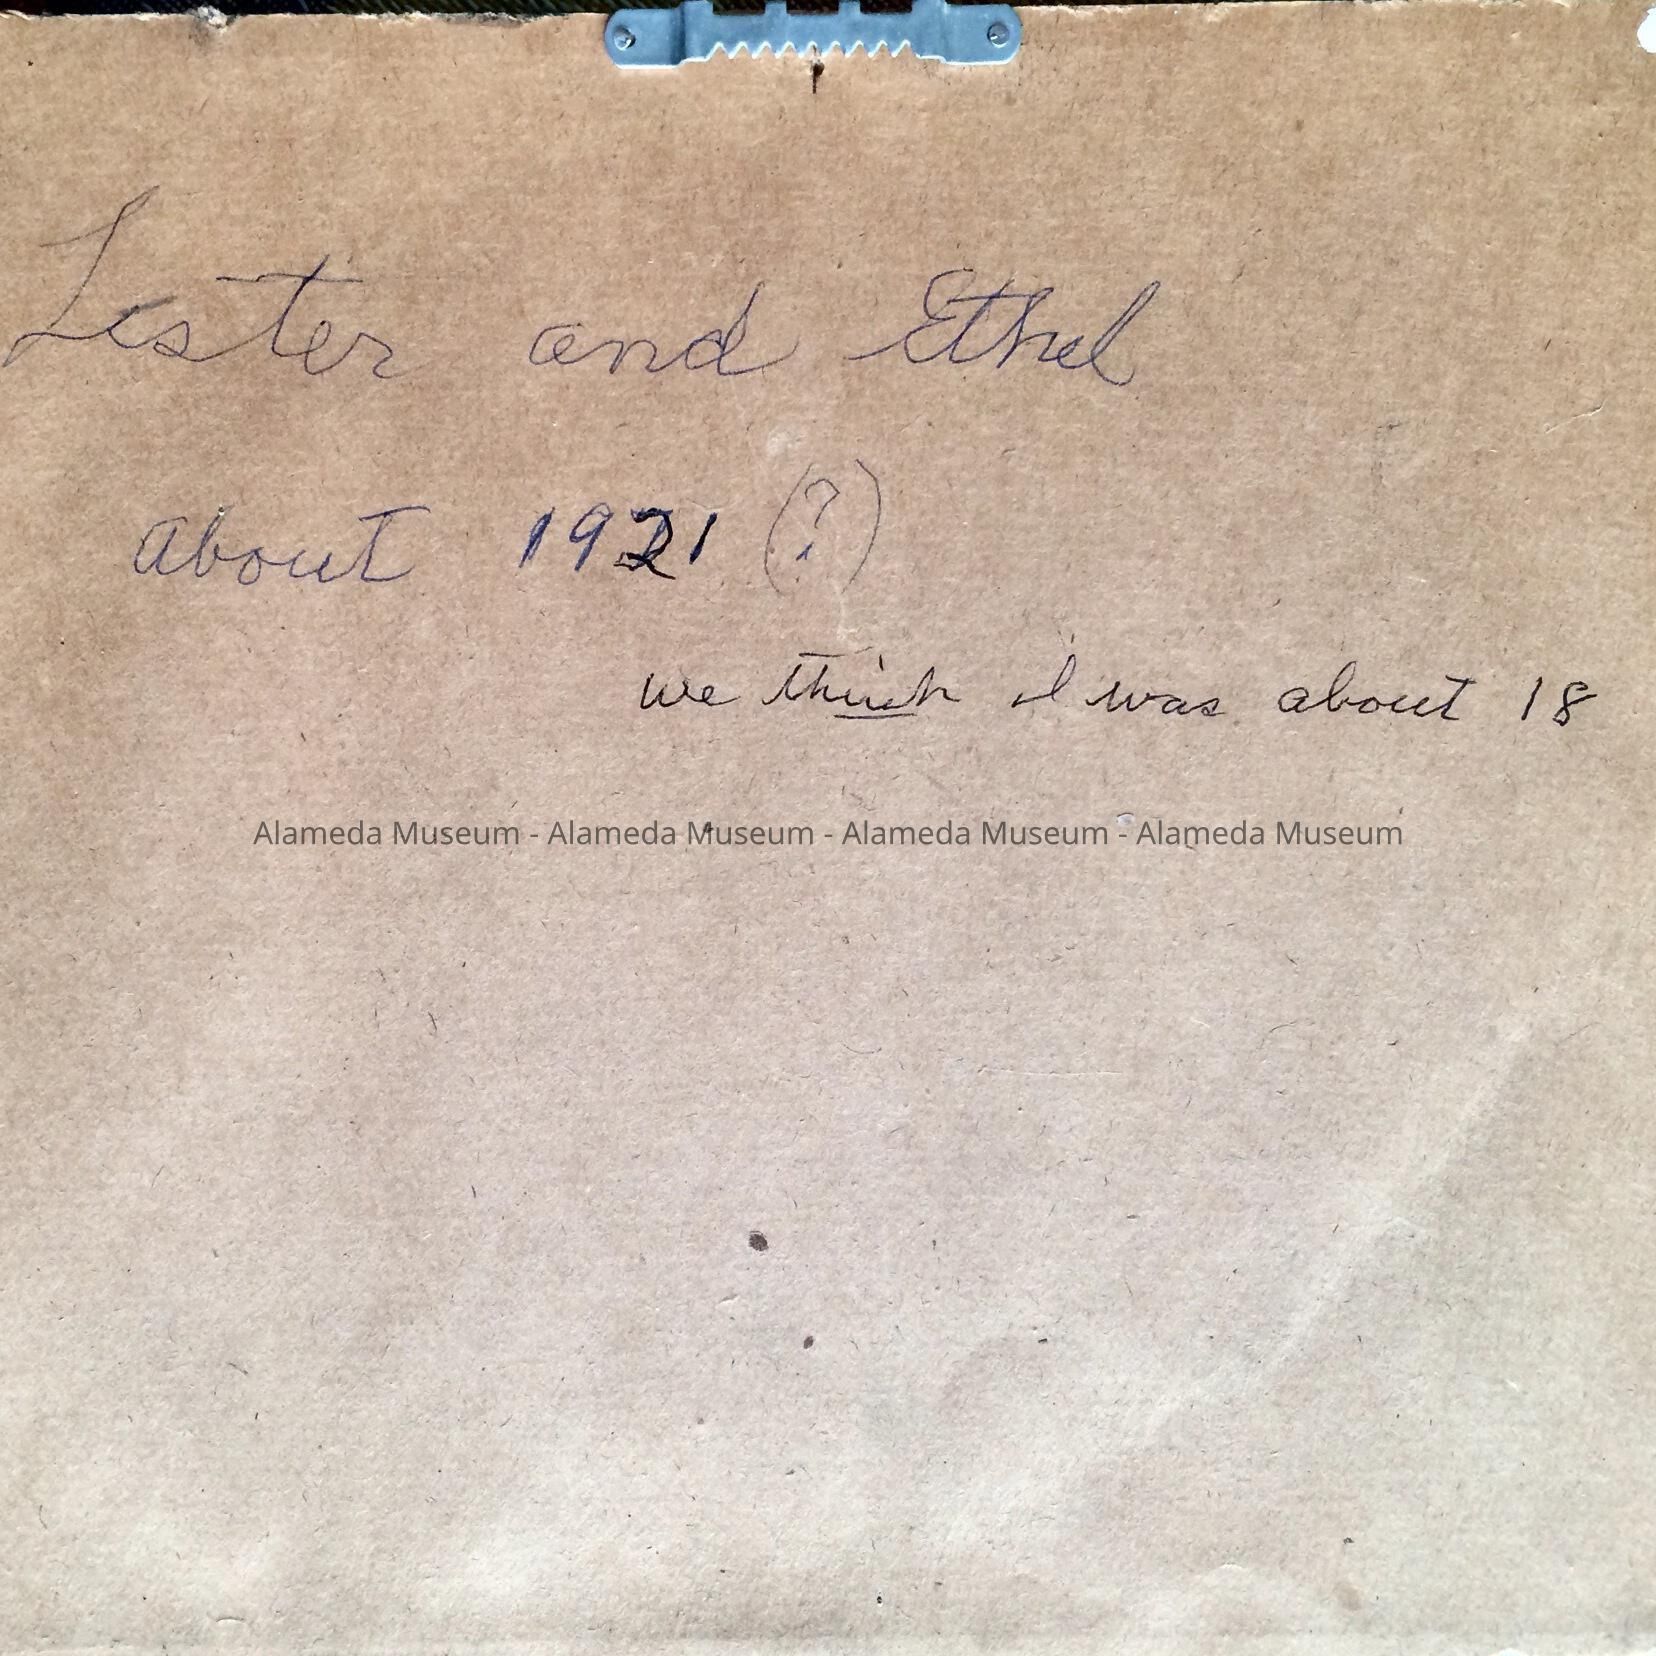 Lester and Ethel
about 1921 (?)
we think I was about 18
Alameda Museum - Alameda Museum - Alameda Museum - Alameda Museum